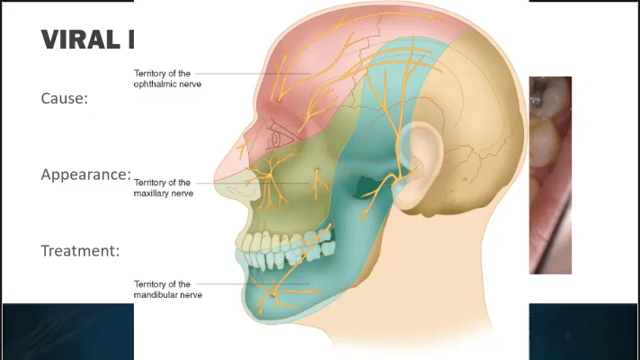 VIRAL
Cause:
Appearance:
Treatment:
Territory of the
ophthalmic nerve
Territory of the
maxillary nerve
Territory of the
mandibular nerve